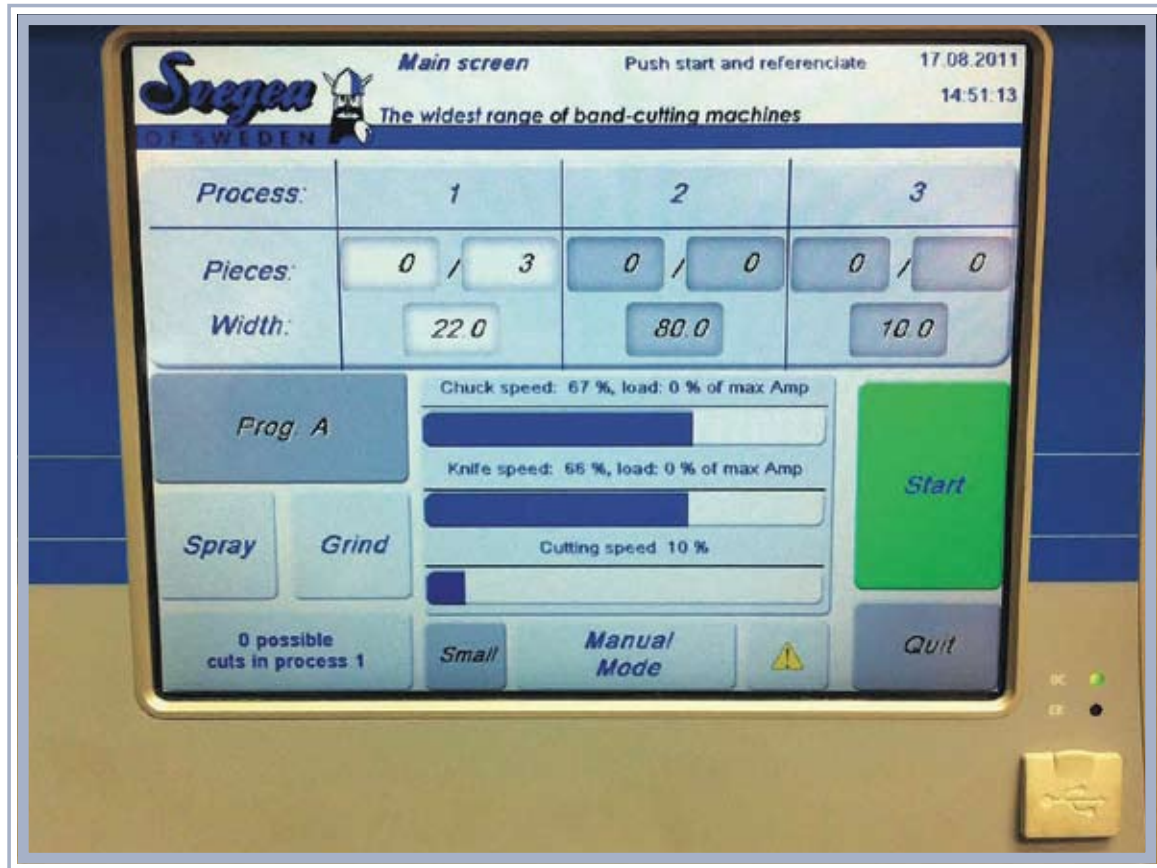 Svegea
OF SWEDEN
Main screen
Push start and referenciate
17.08.2011
14:51:13
The widest range of band-cutting machines
Process: 1 2 3
Pieces: 0 / 3 0 / 0 0 / 0
Width: 22.0 80.0 10.0
Prog. A
Chuck speed: 67 %, load: 0 % of max Amp
Knife speed: 66 %, load: 0 % of max Amp
Cutting speed 10 %
Start
Spray
Grind
0 possible
cuts in process 1
Small
Manual
Mode
Quit